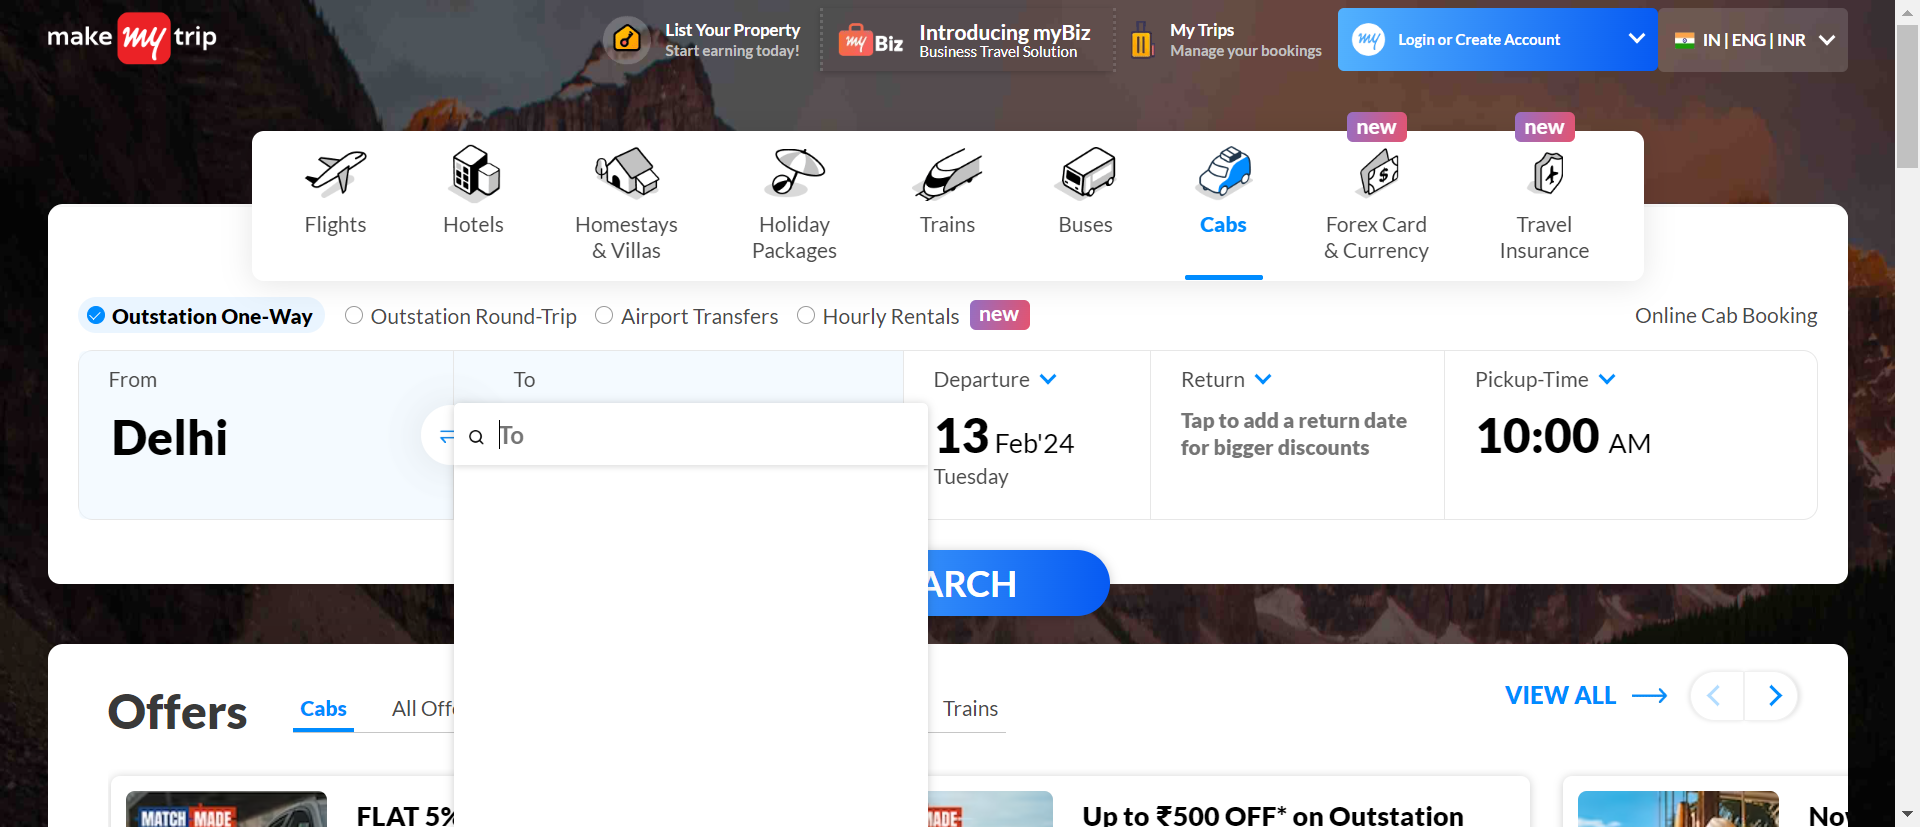 make my trip
List Your Property
Start earning today!
my Biz
Introducing myBiz
Business Travel Solution
My Trips
Manage your bookings
my
Login or Create Account
IN | ENG | INR
new
new
Flights
Hotels
Homestays
& Villas
Holiday
Packages
Trains
Buses
Cabs
Forex Card
& Currency
Travel
Insurance
Outstation One-Way
Outstation Round-Trip
Airport Transfers
Hourly Rentals
new
Online Cab Booking
From
Delhi
To
To
Departure
13 Feb'24
Tuesday
Return
Tap to add a return date
for bigger discounts
Pickup-Time
10:00 AM
ARCH
Offers
Cabs
All Offe
Trains
VIEW ALL
MATCH MADE
FLAT 5%
MADE
Up to ₹500 OFF* on Outstation
Nov